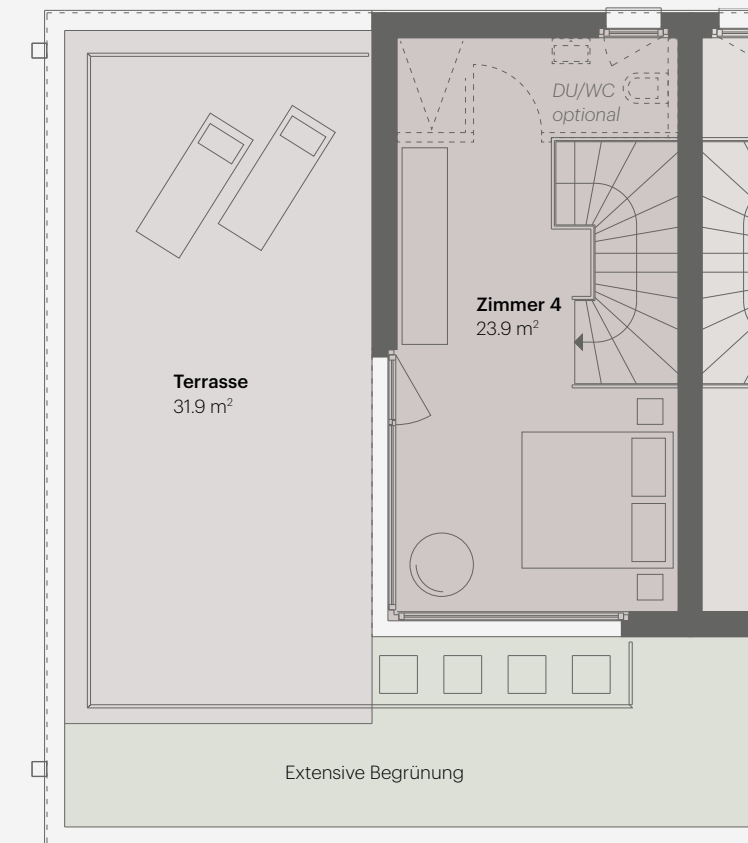 DU/WC
optional
Zimmer 4
23.9 m²
Terrasse
31.9 m²
Extensive Begrünung